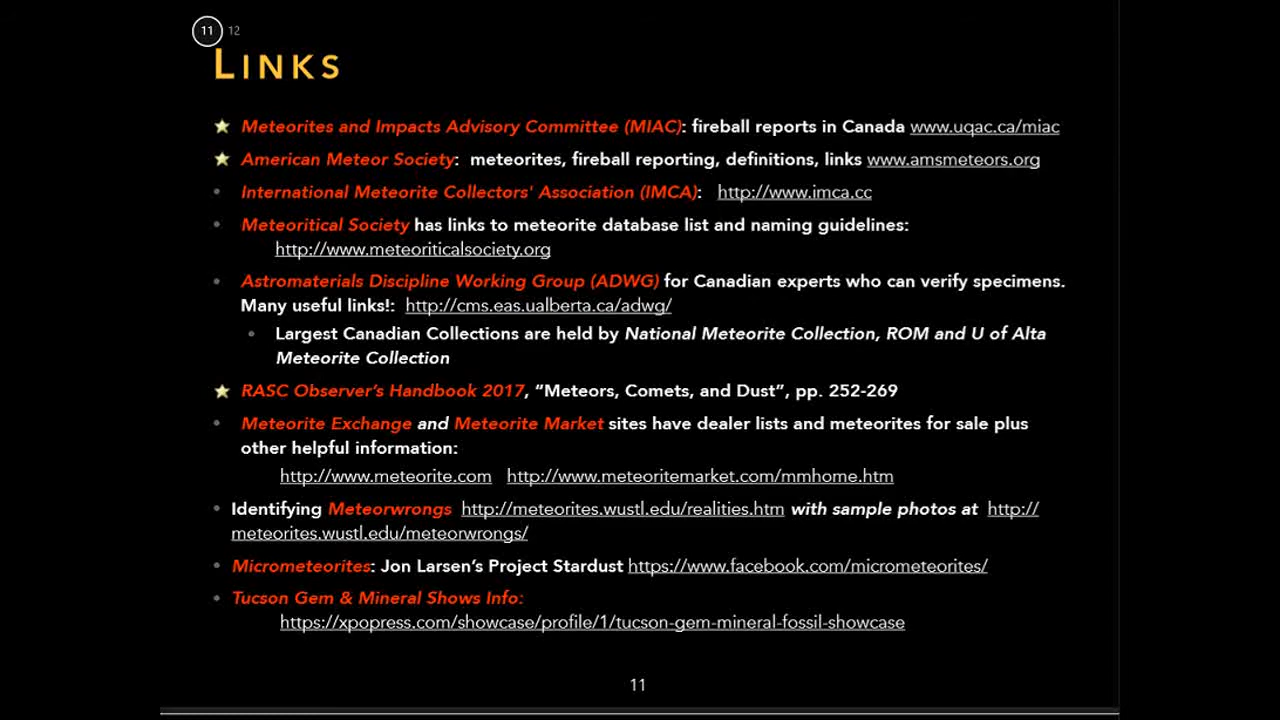 11 12
LINKS
Meteorites and Impacts Advisory Committee (MIAC): fireball reports in Canada www.uqac.ca/miac
American Meteor Society: meteorites, fireball reporting, definitions, links www.amsmeteors.org
• International Meteorite Collectors' Association (IMCA): http://www.imca.cc
• Meteoritical Society has links to meteorite database list and naming guidelines:
http://www.meteoriticalsociety.org
• Astromaterials Discipline Working Group (ADWG) for Canadian experts who can verify specimens.
Many useful links!: http://cms.eas.ualberta.ca/adwg/
• Largest Canadian Collections are held by National Meteorite Collection, ROM and U of Alta
Meteorite Collection
RASC Observer's Handbook 2017, “Meteors, Comets, and Dust”, pp. 252-269
• Meteorite Exchange and Meteorite Market sites have dealer lists and meteorites for sale plus
other helpful information:
http://www.meteorite.com http://www.meteoritemarket.com/mmhome.htm
• Identifying Meteorwrongs http://meteorites.wustl.edu/realities.htm with sample photos at http://
meteorites.wustl.edu/meteorwrongs/
• Micrometeorites: Jon Larsen's Project Stardust https://www.facebook.com/micrometeorites/
• Tucson Gem & Mineral Shows Info:
https://xpopress.com/showcase/profile/1/tucson-gem-mineral-fossil-showcase
11